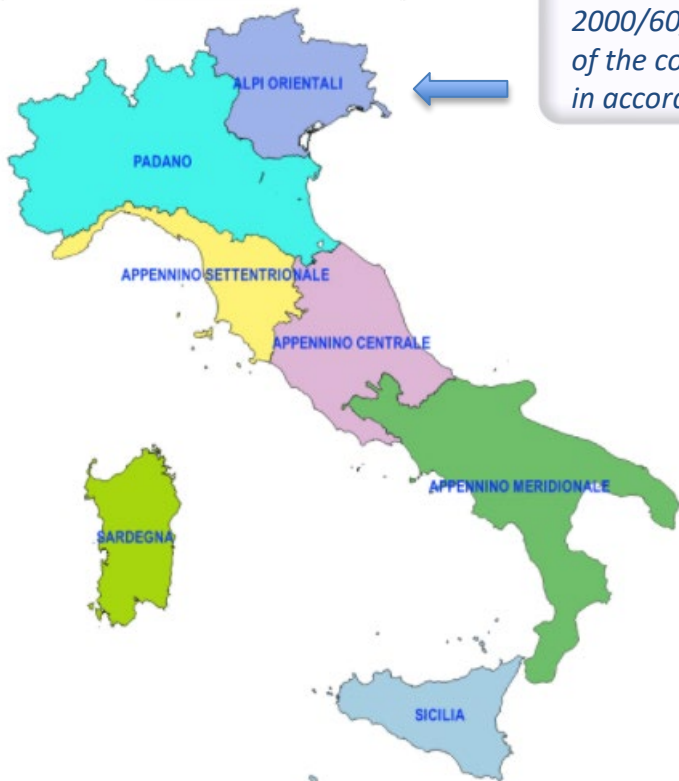 2000/60
of the co
in accord
ALPI ORIENTALI
PADANO
APPENNINO SETTENTRIONALE
APPENNINO CENTRALE
APPENNINO MERIDIONALE
SARDEGNA
SICILIA